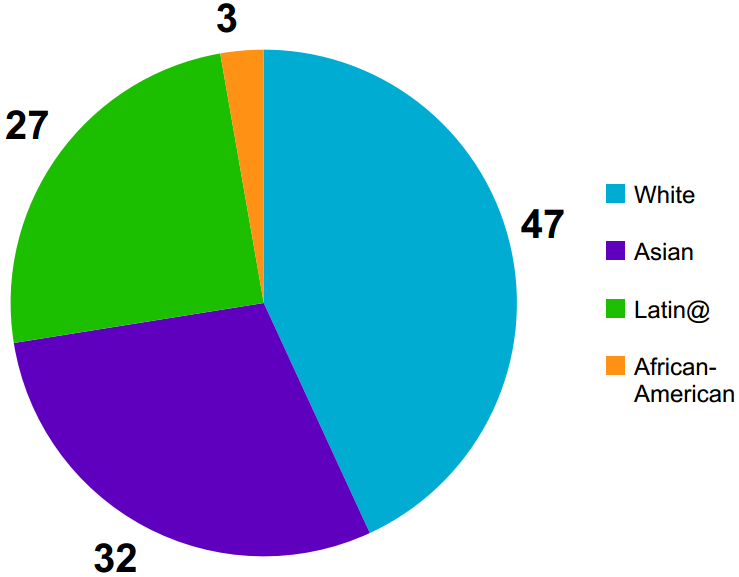 3
27
47
32
White
Asian
Latin@
African-
American